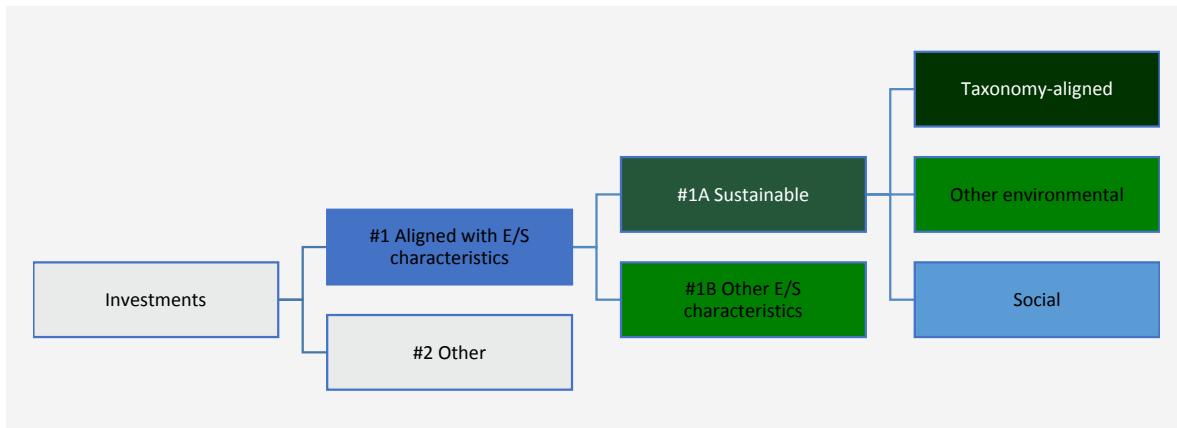 Investments
#1 Aligned with E/S
characteristics
#2 Other
#1A Sustainable
#1B Other E/S
characteristics
Taxonomy-aligned
Other environmental
Social